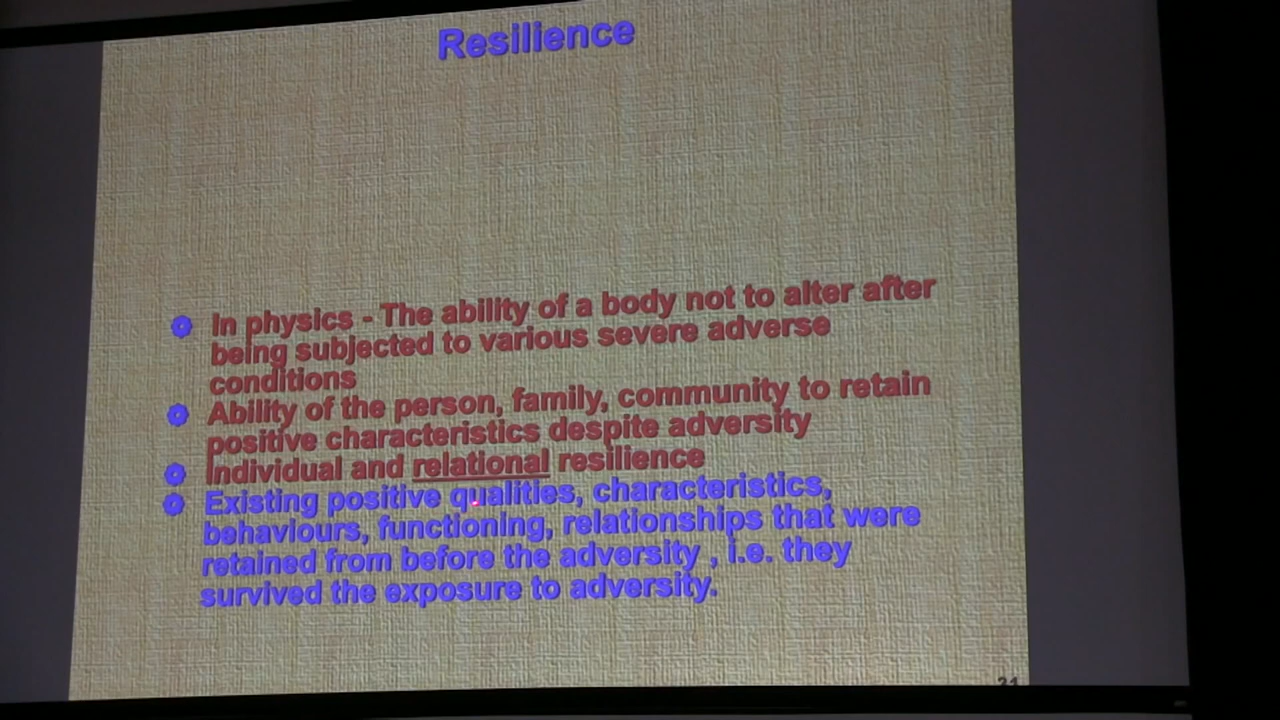 Resilience
In physics - The ability of a body not to alter after
being subjected to various severe adverse
conditions
Ability of the person, family, community to retain
positive characteristics despite adversity
Individual and relational resilience
Existing positive qualities, characteristics,
behaviours, functioning, relationships that were
retained from before the adversity , i.e. they
survived the exposure to adversity.